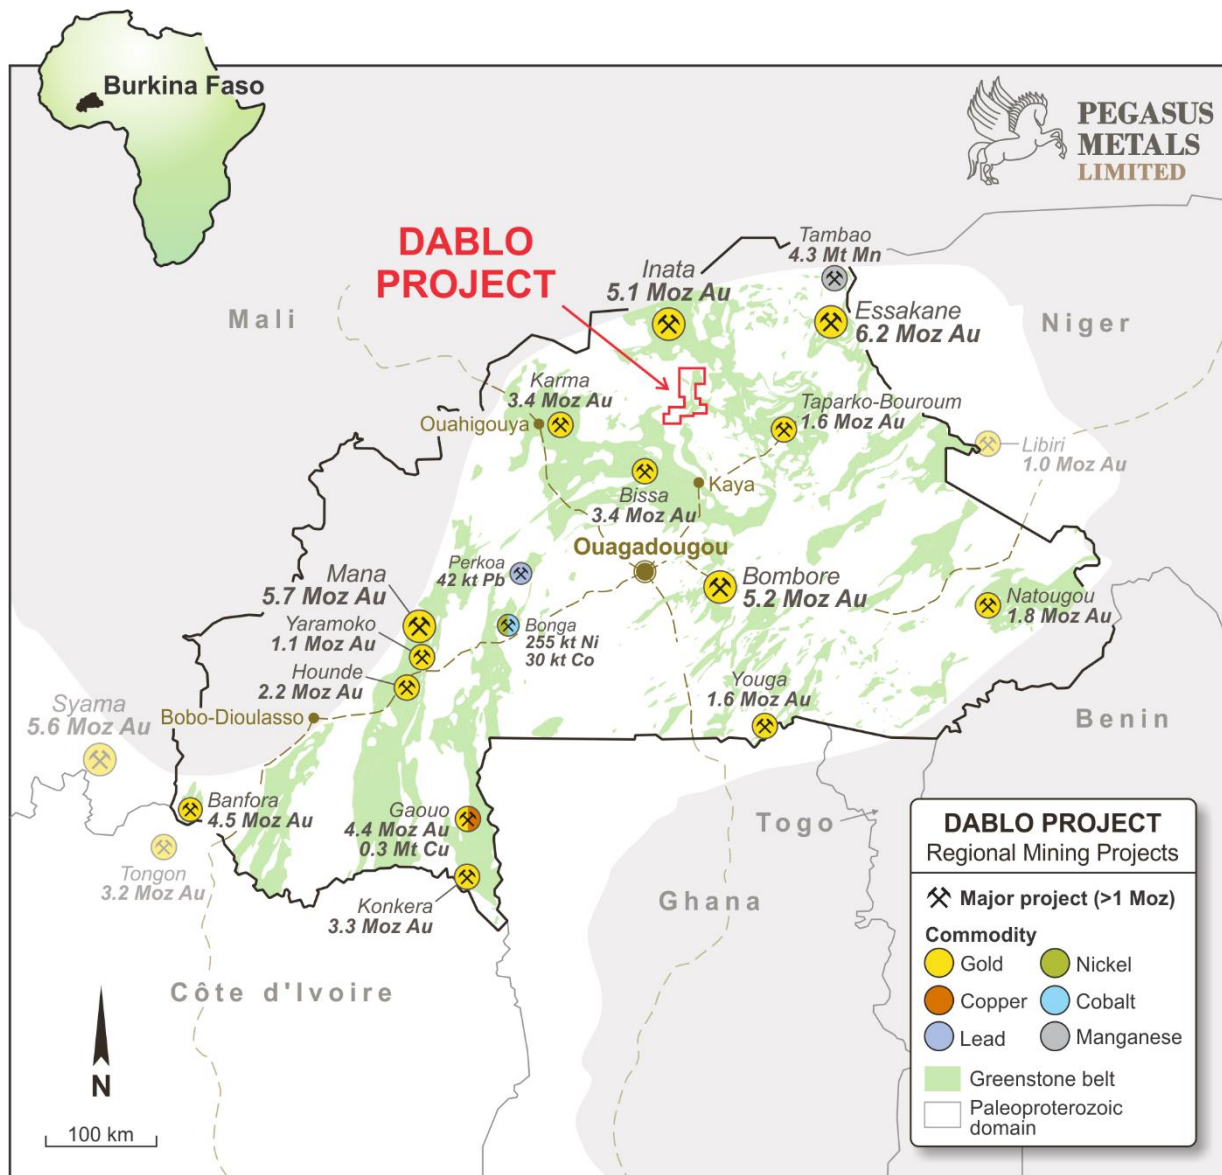 Burkina Faso
PEGASUS
METALS
LIMITED
DABLO
PROJECT
Tambao
4.3 Mt Mn
Inata
5.1 Moz Au
Essakane
6.2 Moz Au
Mali
Niger
Karma
3.4 Moz Au
Ouahigouya
Taparko-Bouroum
1.6 Moz Au
Libiri
1.0 Moz Au
Bissa
3.4 Moz Au
Kaya
Ouagadougou
Perkoa
42 kt Pb
Mana
5.7 Moz Au
Bombore
5.2 Moz Au
Natougou
1.8 Moz Au
Yaramoko
1.1 Moz Au
Bonga
255 kt Ni
30 kt Co
Hounde
2.2 Moz Au
Youga
1.6 Moz Au
Syama
5.6 Moz Au
Bobo-Dioulasso
Benin
Banfora
4.5 Moz Au
Gaouo
4.4 Moz Au
0.3 Mt Cu
Togo
Tongon
3.2 Moz Au
Konkera
3.3 Moz Au
Ghana
Côte d'Ivoire
N
100 km
DABLO PROJECT
Regional Mining Projects
Major project (>1 Moz)
Commodity
Gold
Nickel
Copper
Cobalt
Lead
Manganese
Greenstone belt
Paleoproterozoic
domain